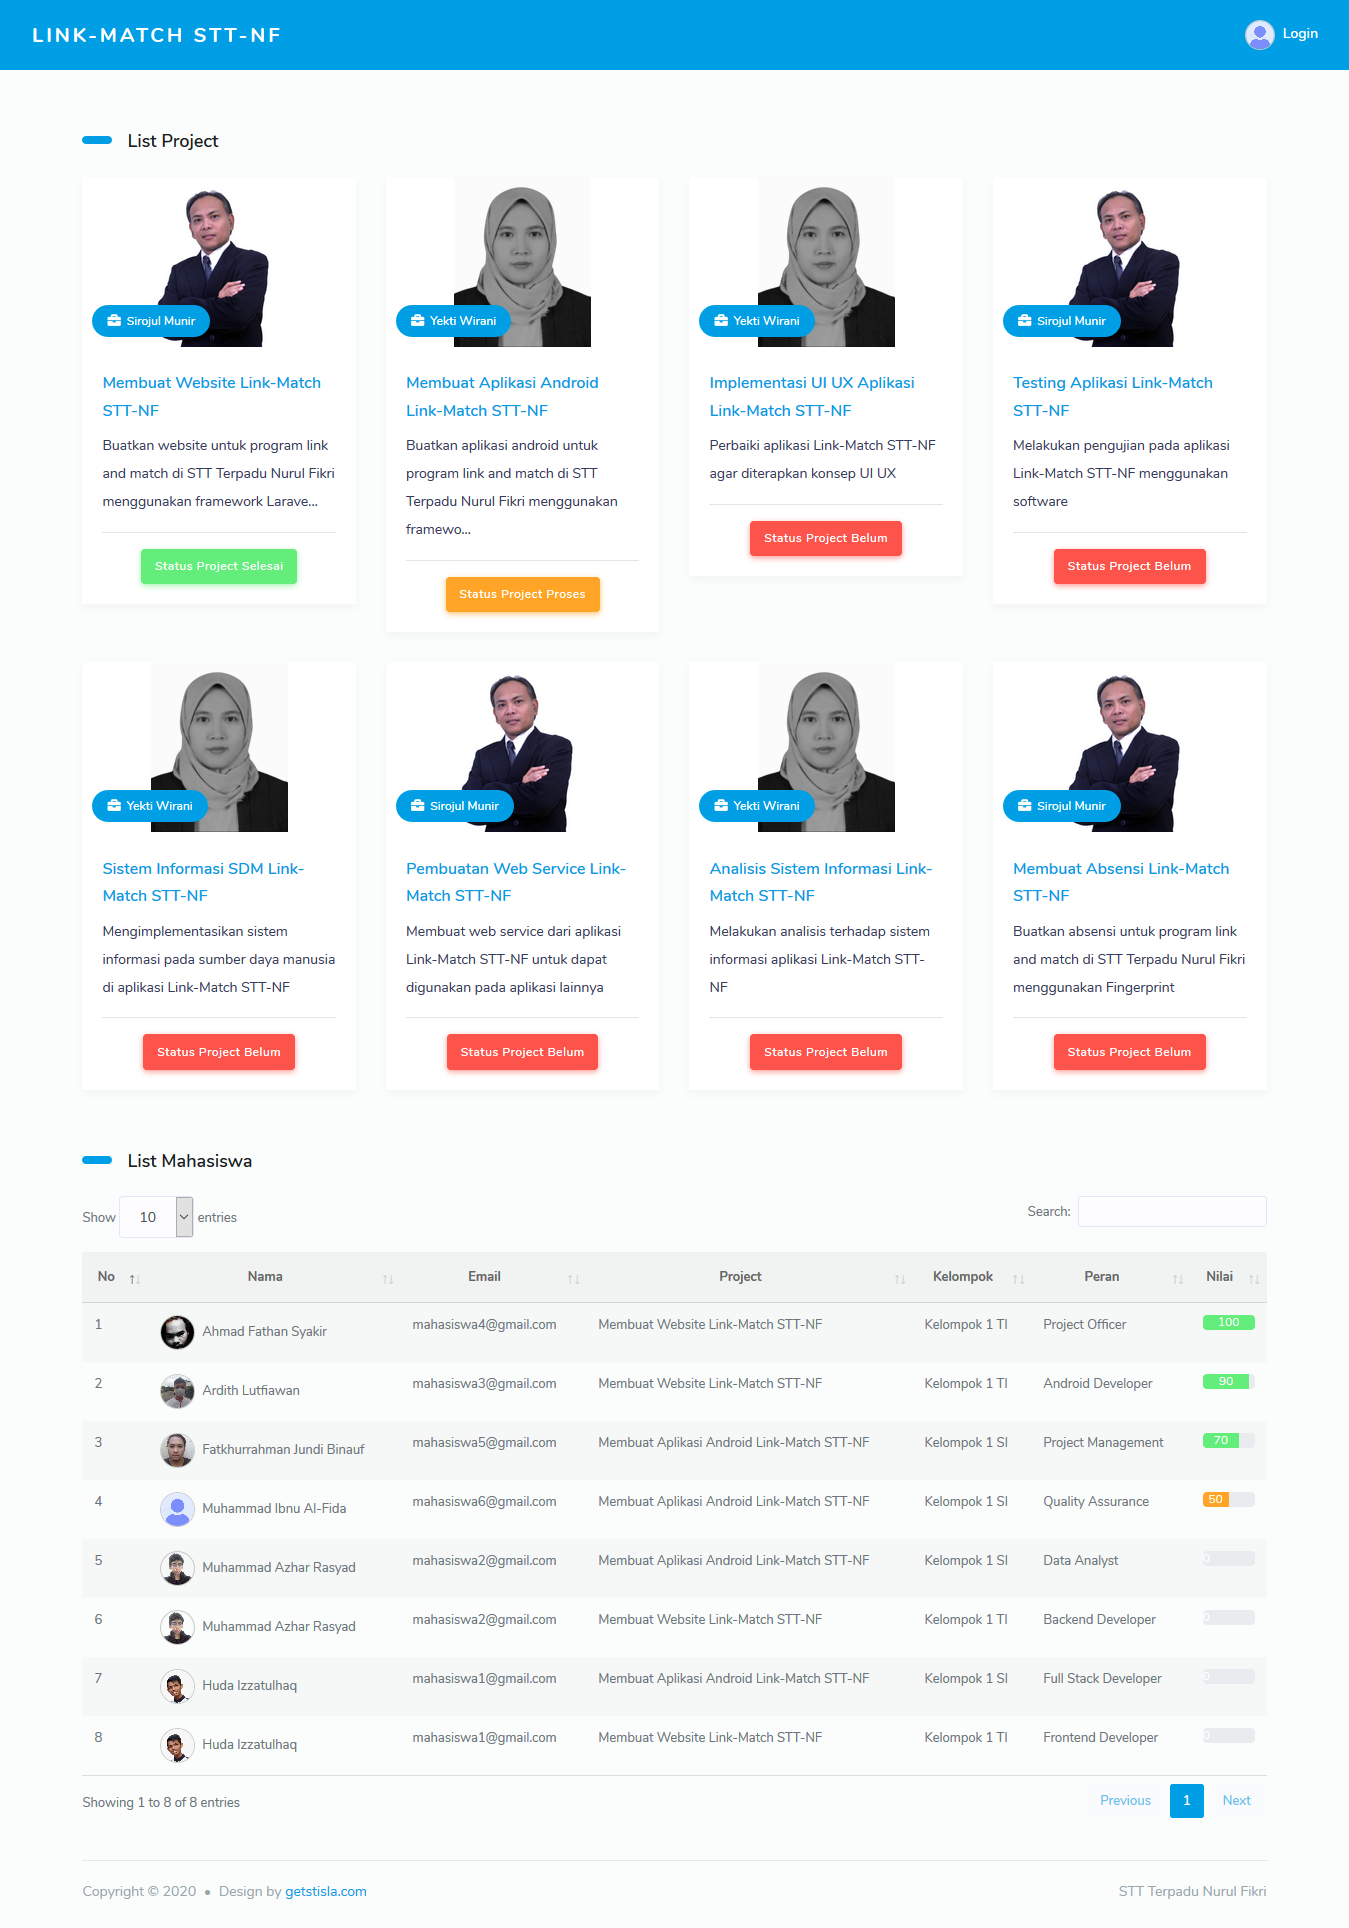 LINK-MATCH STT-NF
Login
List Project
Sirojul Munir
Membuat Website Link-Match
STT-NF
Buatkan website untuk program link
and match di STT Terpadu Nurul Fikri
menggunakan framework Larave...
Status Project Selesai
Yekti Wirani
Membuat Aplikasi Android
Link-Match STT-NF
Buatkan aplikasi android untuk
program link and match di STT
Terpadu Nurul Fikri menggunakan
framewo...
Status Project Proses
Yekti Wirani
Implementasi UI UX Aplikasi
Link-Match STT-NF
Perbaiki aplikasi Link-Match STT-NF
agar diterapkan konsep UI UX
Status Project Belum
Sirojul Munir
Testing Aplikasi Link-Match
STT-NF
Melakukan pengujian pada aplikasi
Link-Match STT-NF menggunakan
software
Status Project Belum
Yekti Wirani
Sistem Informasi SDM Link-
Match STT-NF
Mengimplementasikan sistem
informasi pada sumber daya manusia
di aplikasi Link-Match STT-NF
Status Project Belum
Sirojul Munir
Pembuatan Web Service Link-
Match STT-NF
Membuat web service dari aplikasi
Link-Match STT-NF untuk dapat
digunakan pada aplikasi lainnya
Status Project Belum
Yekti Wirani
Analisis Sistem Informasi Link-
Match STT-NF
Melakukan analisis terhadap sistem
informasi aplikasi Link-Match STT-
NF
Status Project Belum
Sirojul Munir
Membuat Absensi Link-Match
STT-NF
Buatkan absensi untuk program link
and match di STT Terpadu Nurul Fikri
menggunakan Fingerprint
Status Project Belum
List Mahasiswa
Show 10 entries Search:
No Nama Email Project Kelompok Peran Nilai
1 Ahmad Fathan Syakir mahasiswa4@gmail.com Membuat Website Link-Match STT-NF Kelompok 1 TI Project Officer 100
2 Ardith Lutfiawan mahasiswa3@gmail.com Membuat Website Link-Match STT-NF Kelompok 1 TI Android Developer 90
3 Fatkhurrahman Jundi Binauf mahasiswa5@gmail.com Membuat Aplikasi Android Link-Match STT-NF Kelompok 1 SI Project Management 70
4 Muhammad Ibnu Al-Fida mahasiswa6@gmail.com Membuat Aplikasi Android Link-Match STT-NF Kelompok 1 SI Quality Assurance 50
5 Muhammad Azhar Rasyad mahasiswa2@gmail.com Membuat Aplikasi Android Link-Match STT-NF Kelompok 1 SI Data Analyst 0
6 Muhammad Azhar Rasyad mahasiswa2@gmail.com Membuat Website Link-Match STT-NF Kelompok 1 TI Backend Developer 0
7 Huda Izzatulhaq mahasiswa1@gmail.com Membuat Aplikasi Android Link-Match STT-NF Kelompok 1 SI Full Stack Developer 0
8 Huda Izzatulhaq mahasiswa1@gmail.com Membuat Website Link-Match STT-NF Kelompok 1 TI Frontend Developer 0
Showing 1 to 8 of 8 entries Previous 1 Next
Copyright © 2020 • Design by getstisla.com STT Terpadu Nurul Fikri